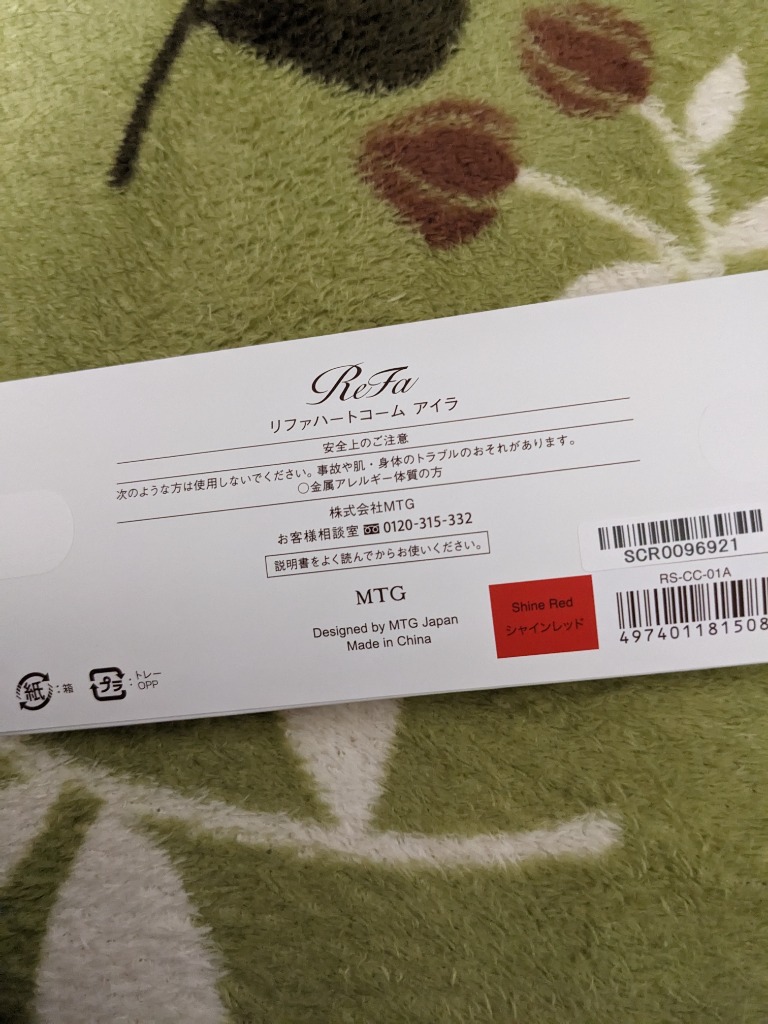 ReFa
リファハートコーム アイラ
安全上のご注意
次のような方は使用しないでください。事故や肌・身体のトラブルのおそれがあります。
○金属アレルギー体質の方
株式会社MTG
お客様相談室 0120-315-332
説明書をよく読んでからお使いください。
MTG
Designed by MTG Japan
Made in China
Shine Red
シャインレッド
SCR0096921
RS-CC-01A
497401181508
紙:箱
プラ:トレー
OPP